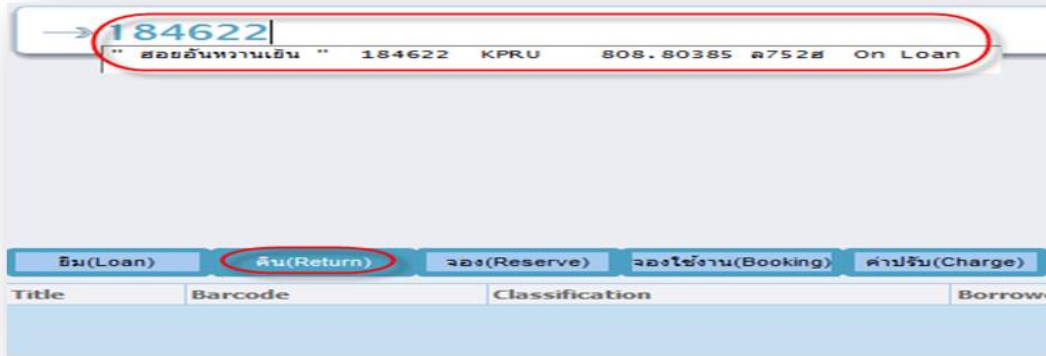 184622
" สอยอันหวานเย็น " 184622 KPRU 808.80385 ล752ส On Loan
ยืม(Loan) คืน(Return) จอง(Reserve) จองใช้งาน(Booking) ค่าปรับ(Charge)
Title Barcode Classification Borrowe